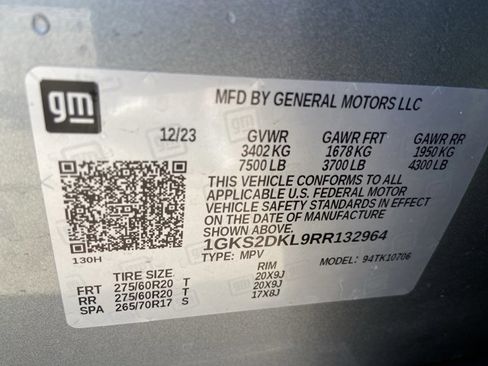 gm
MFD BY GENERAL MOTORS LLC
12/23 GVWR GAWR FRT GAWR RR
3402 KG 1678 KG 1950 KG
7500 LB 3700 LB 4300 LB
THIS VEHICLE CONFORMS TO ALL
APPLICABLE U.S. FEDERAL MOTOR
VEHICLE SAFETY STANDARDS IN EFFECT
ON THE DATE OF MANUFACTURE
SHOWN ABOVE.
1GKS2DKL9RR132964
130H TYPE: MPV MODEL: 94TK10706
TIRE SIZE RIM
FRT 275/60R20 T 20X9J
RR 275/60R20 T 20X9J
SPA 265/70R17 S 17X8J